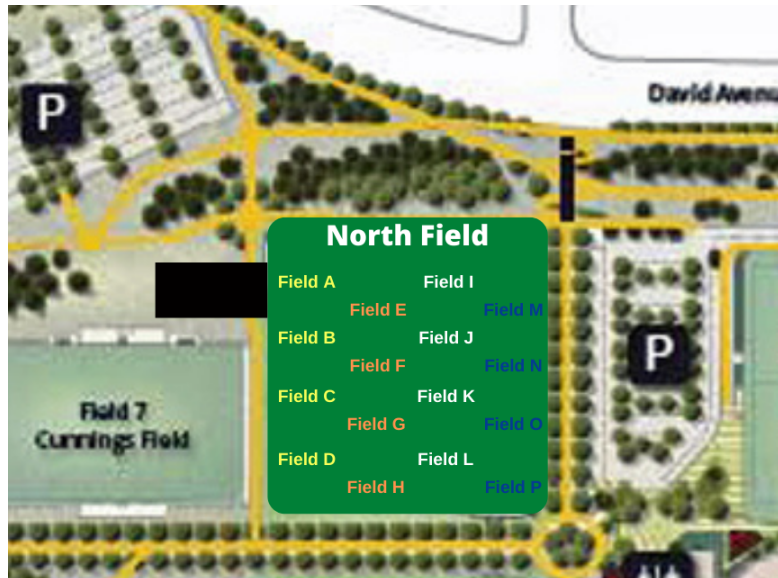 P
David Avenu
North Field
Field A Field I
Field E Field M
Field B Field J
Field F Field N
Field C Field K
P
Field 7
Cunnings Field
Field G Field O
Field D Field L
Field H Field P